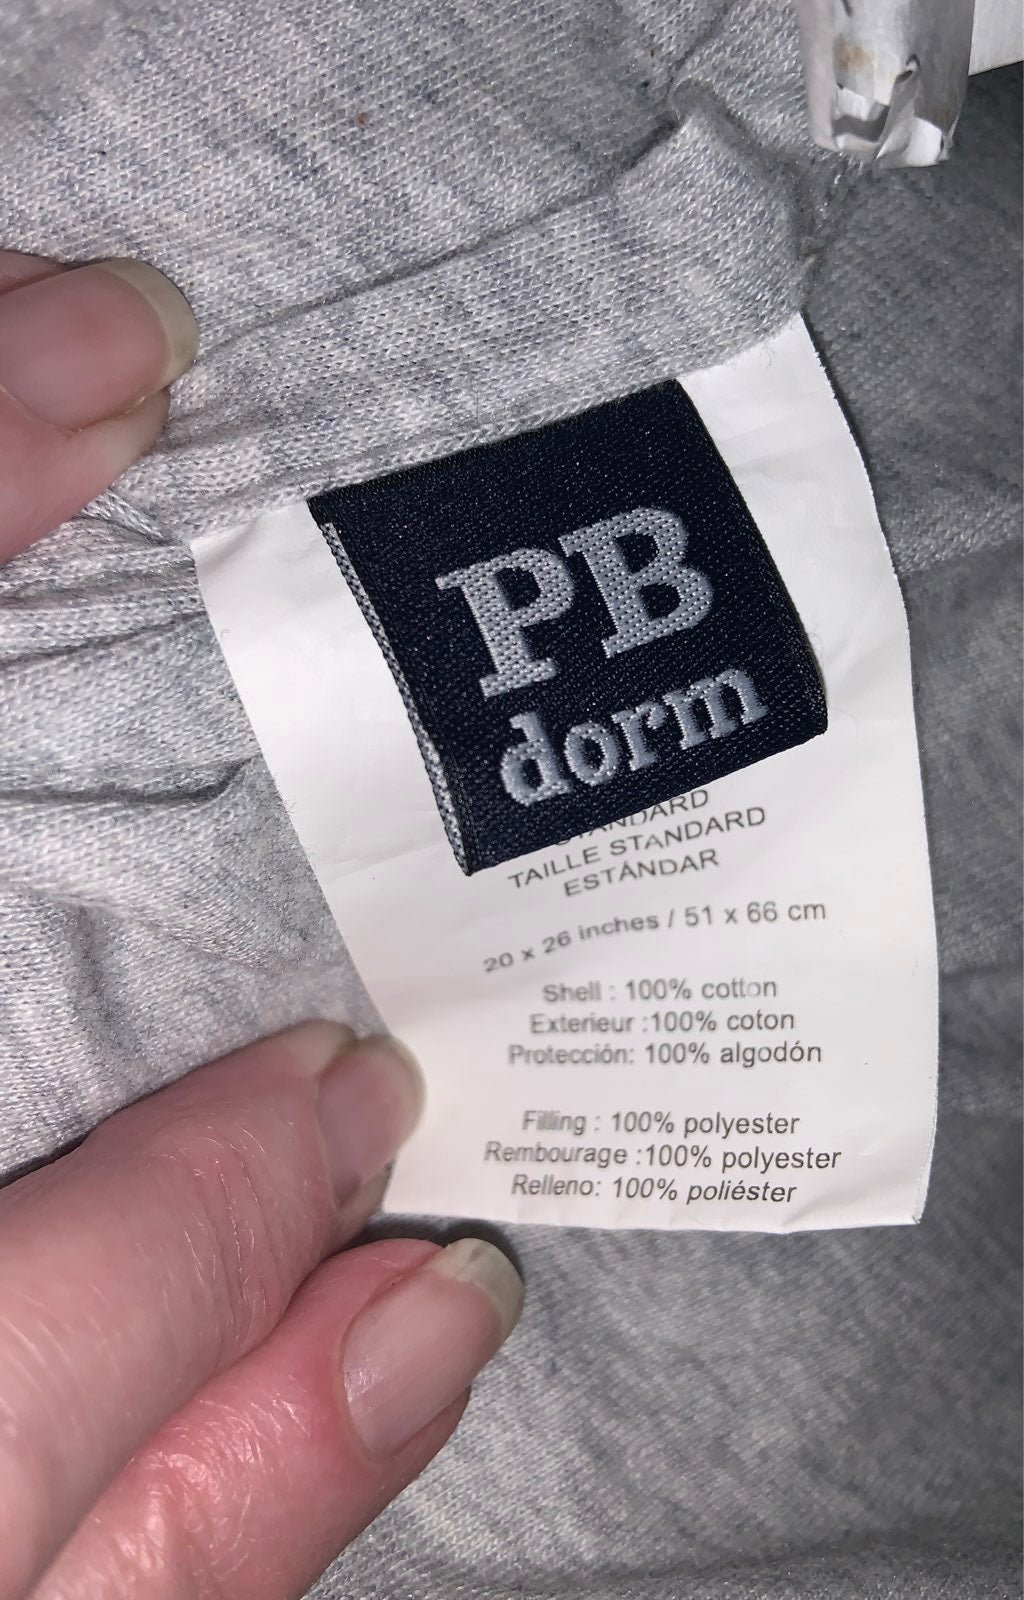 PB
dorm
STANDARD
TAILLE STANDARD
ESTÁNDAR
20 x 26 inches / 51 x 66 cm
Shell : 100% cotton
Exterieur :100% coton
Protección: 100% algodón
Filling : 100% polyester
Rembourage :100% polyester
Relleno: 100% poliéster